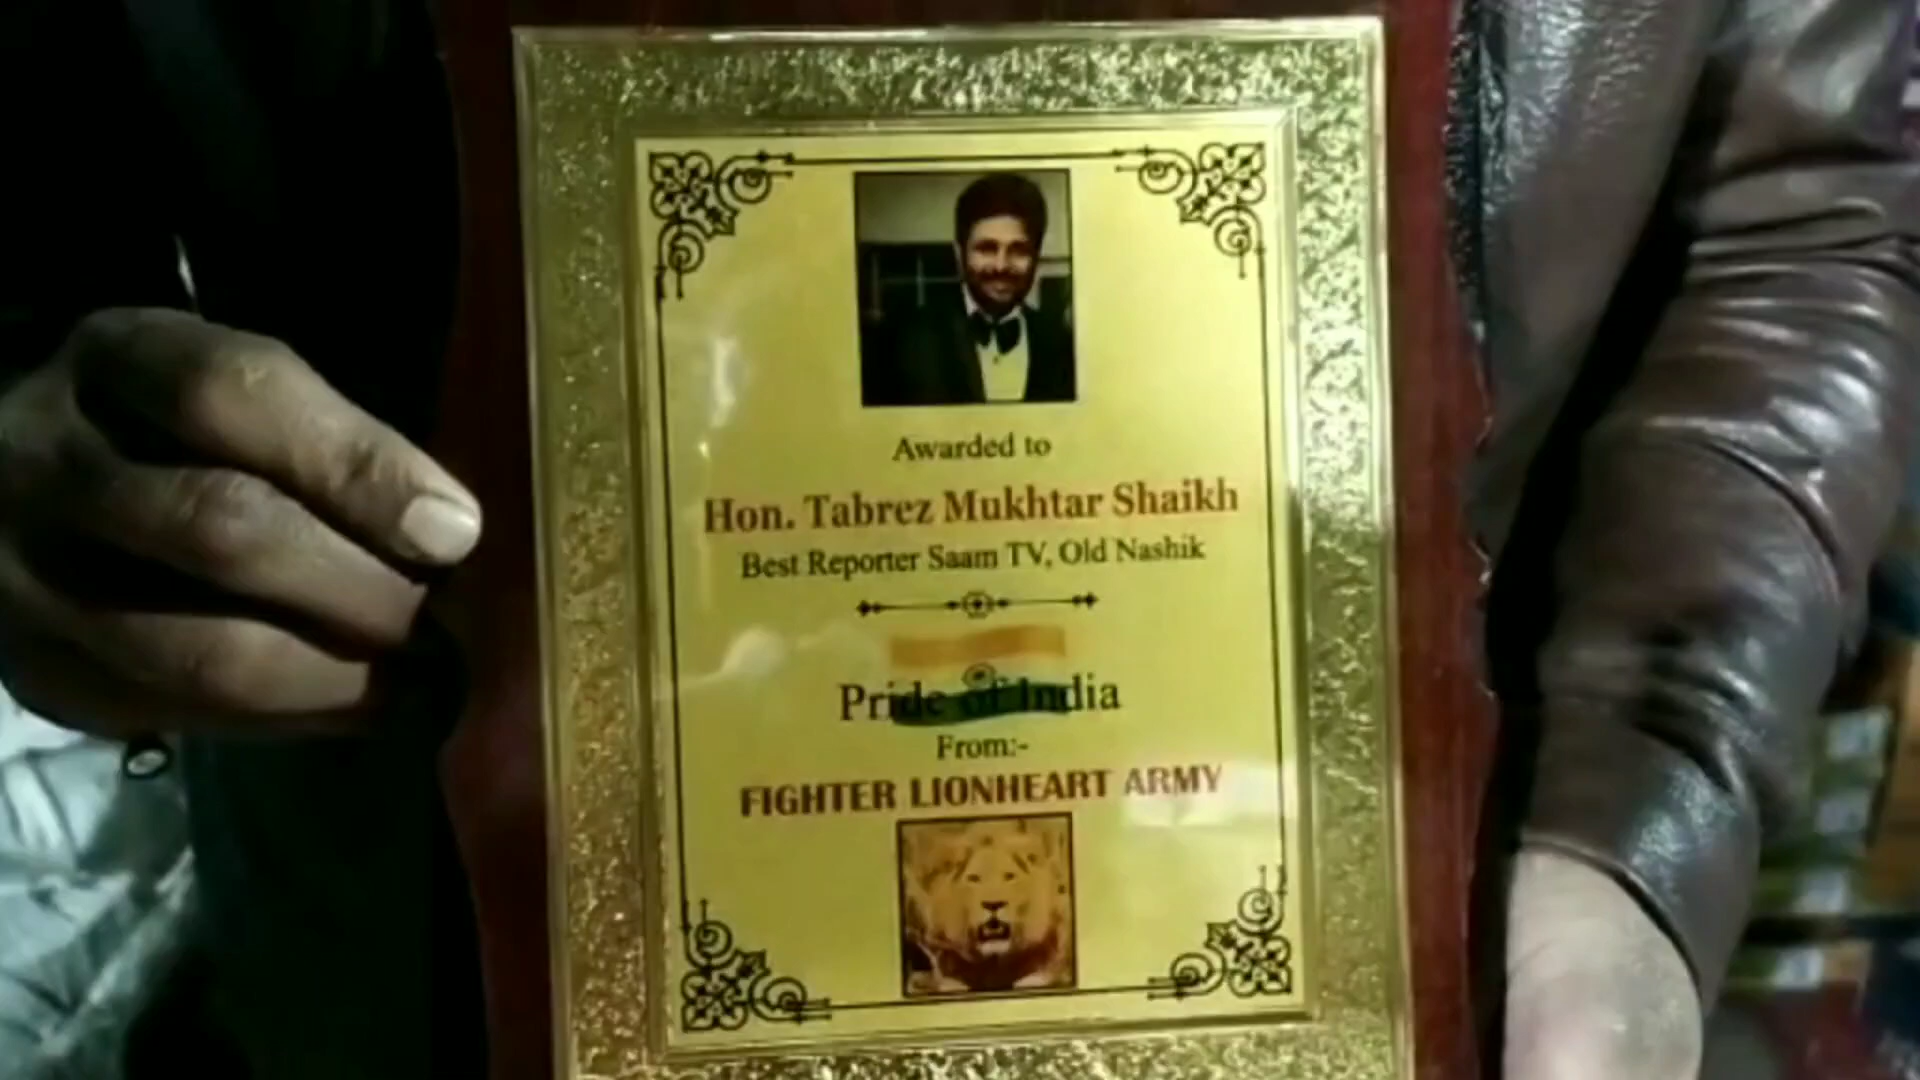 Awarded to
Hon. Tabrez Mukhtar Shaikh
Best Reporter Saam TV, Old Nashik
Pride of India
From:-
FIGHTER LIONHEART ARMY